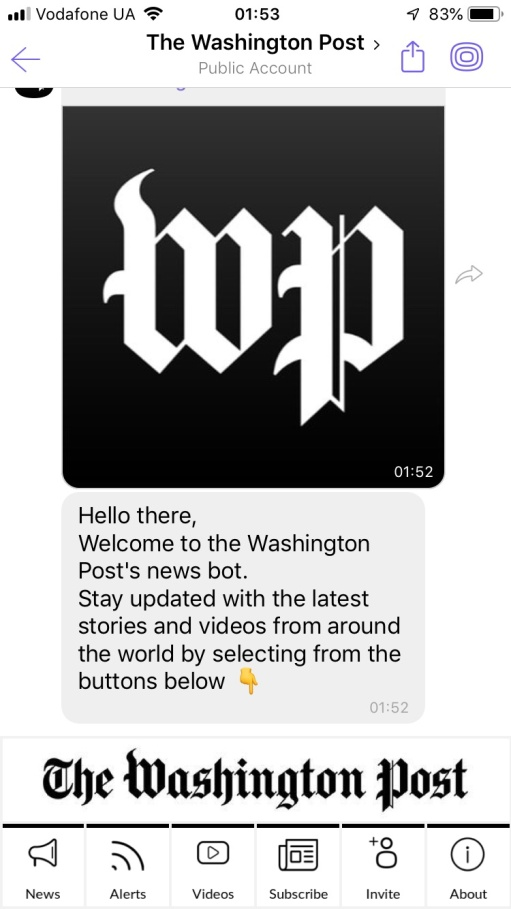 Vodafone UA 01:53 83%
The Washington Post
Public Account
wp
01:52
Hello there,
Welcome to the Washington
Post's news bot.
Stay updated with the latest
stories and videos from around
the world by selecting from the
buttons below 👇
01:52
The Washington Post
News Alerts Videos Subscribe Invite About